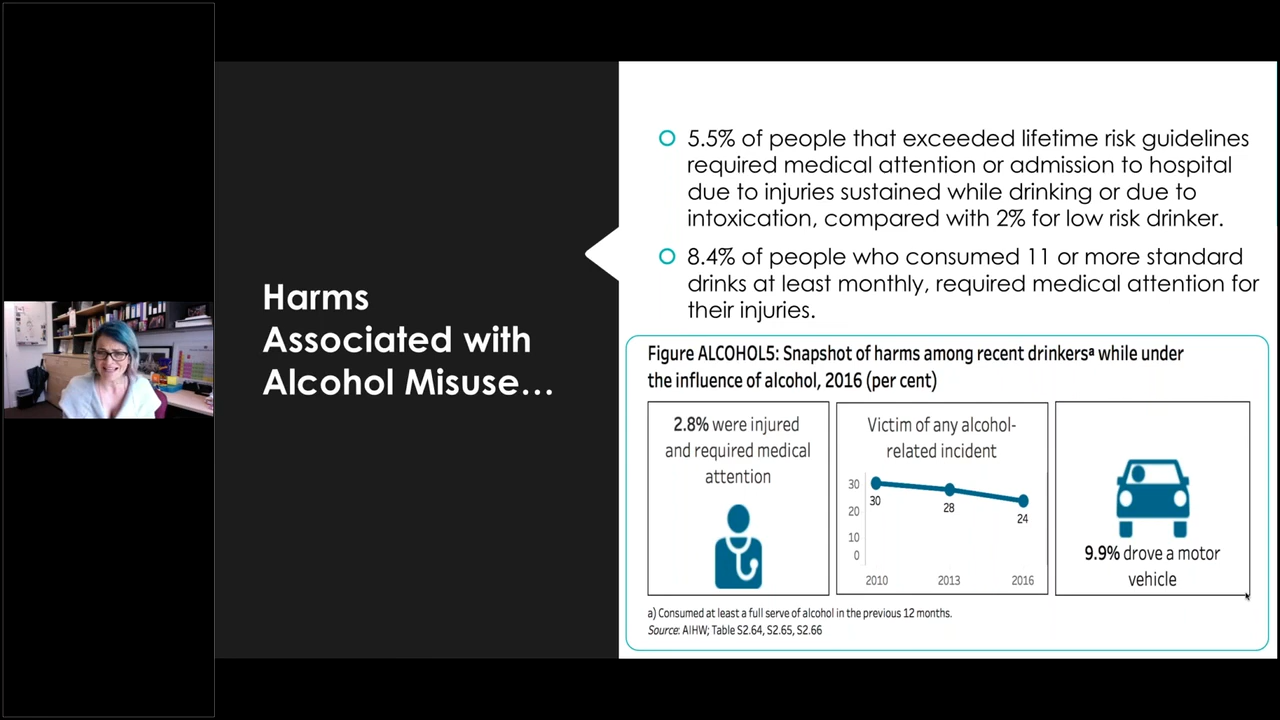 Harms
Associated with
Alcohol Misuse…
5.5% of people that exceeded lifetime risk guidelines
required medical attention or admission to hospital
due to injuries sustained while drinking or due to
intoxication, compared with 2% for low risk drinker.
8.4% of people who consumed 11 or more standard
drinks at least monthly, required medical attention for
their injuries.
Figure ALCOHOL5: Snapshot of harms among recent drinkersᵃ while under
the influence of alcohol, 2016 (per cent)
2.8% were injured
and required medical
attention
Victim of any alcohol-
related incident
30
20
10
0
30
28
24
2010 2013 2016
9.9% drove a motor
vehicle
a) Consumed at least a full serve of alcohol in the previous 12 months.
Source: AIHW; Table S2.64, S2.65, S2.66